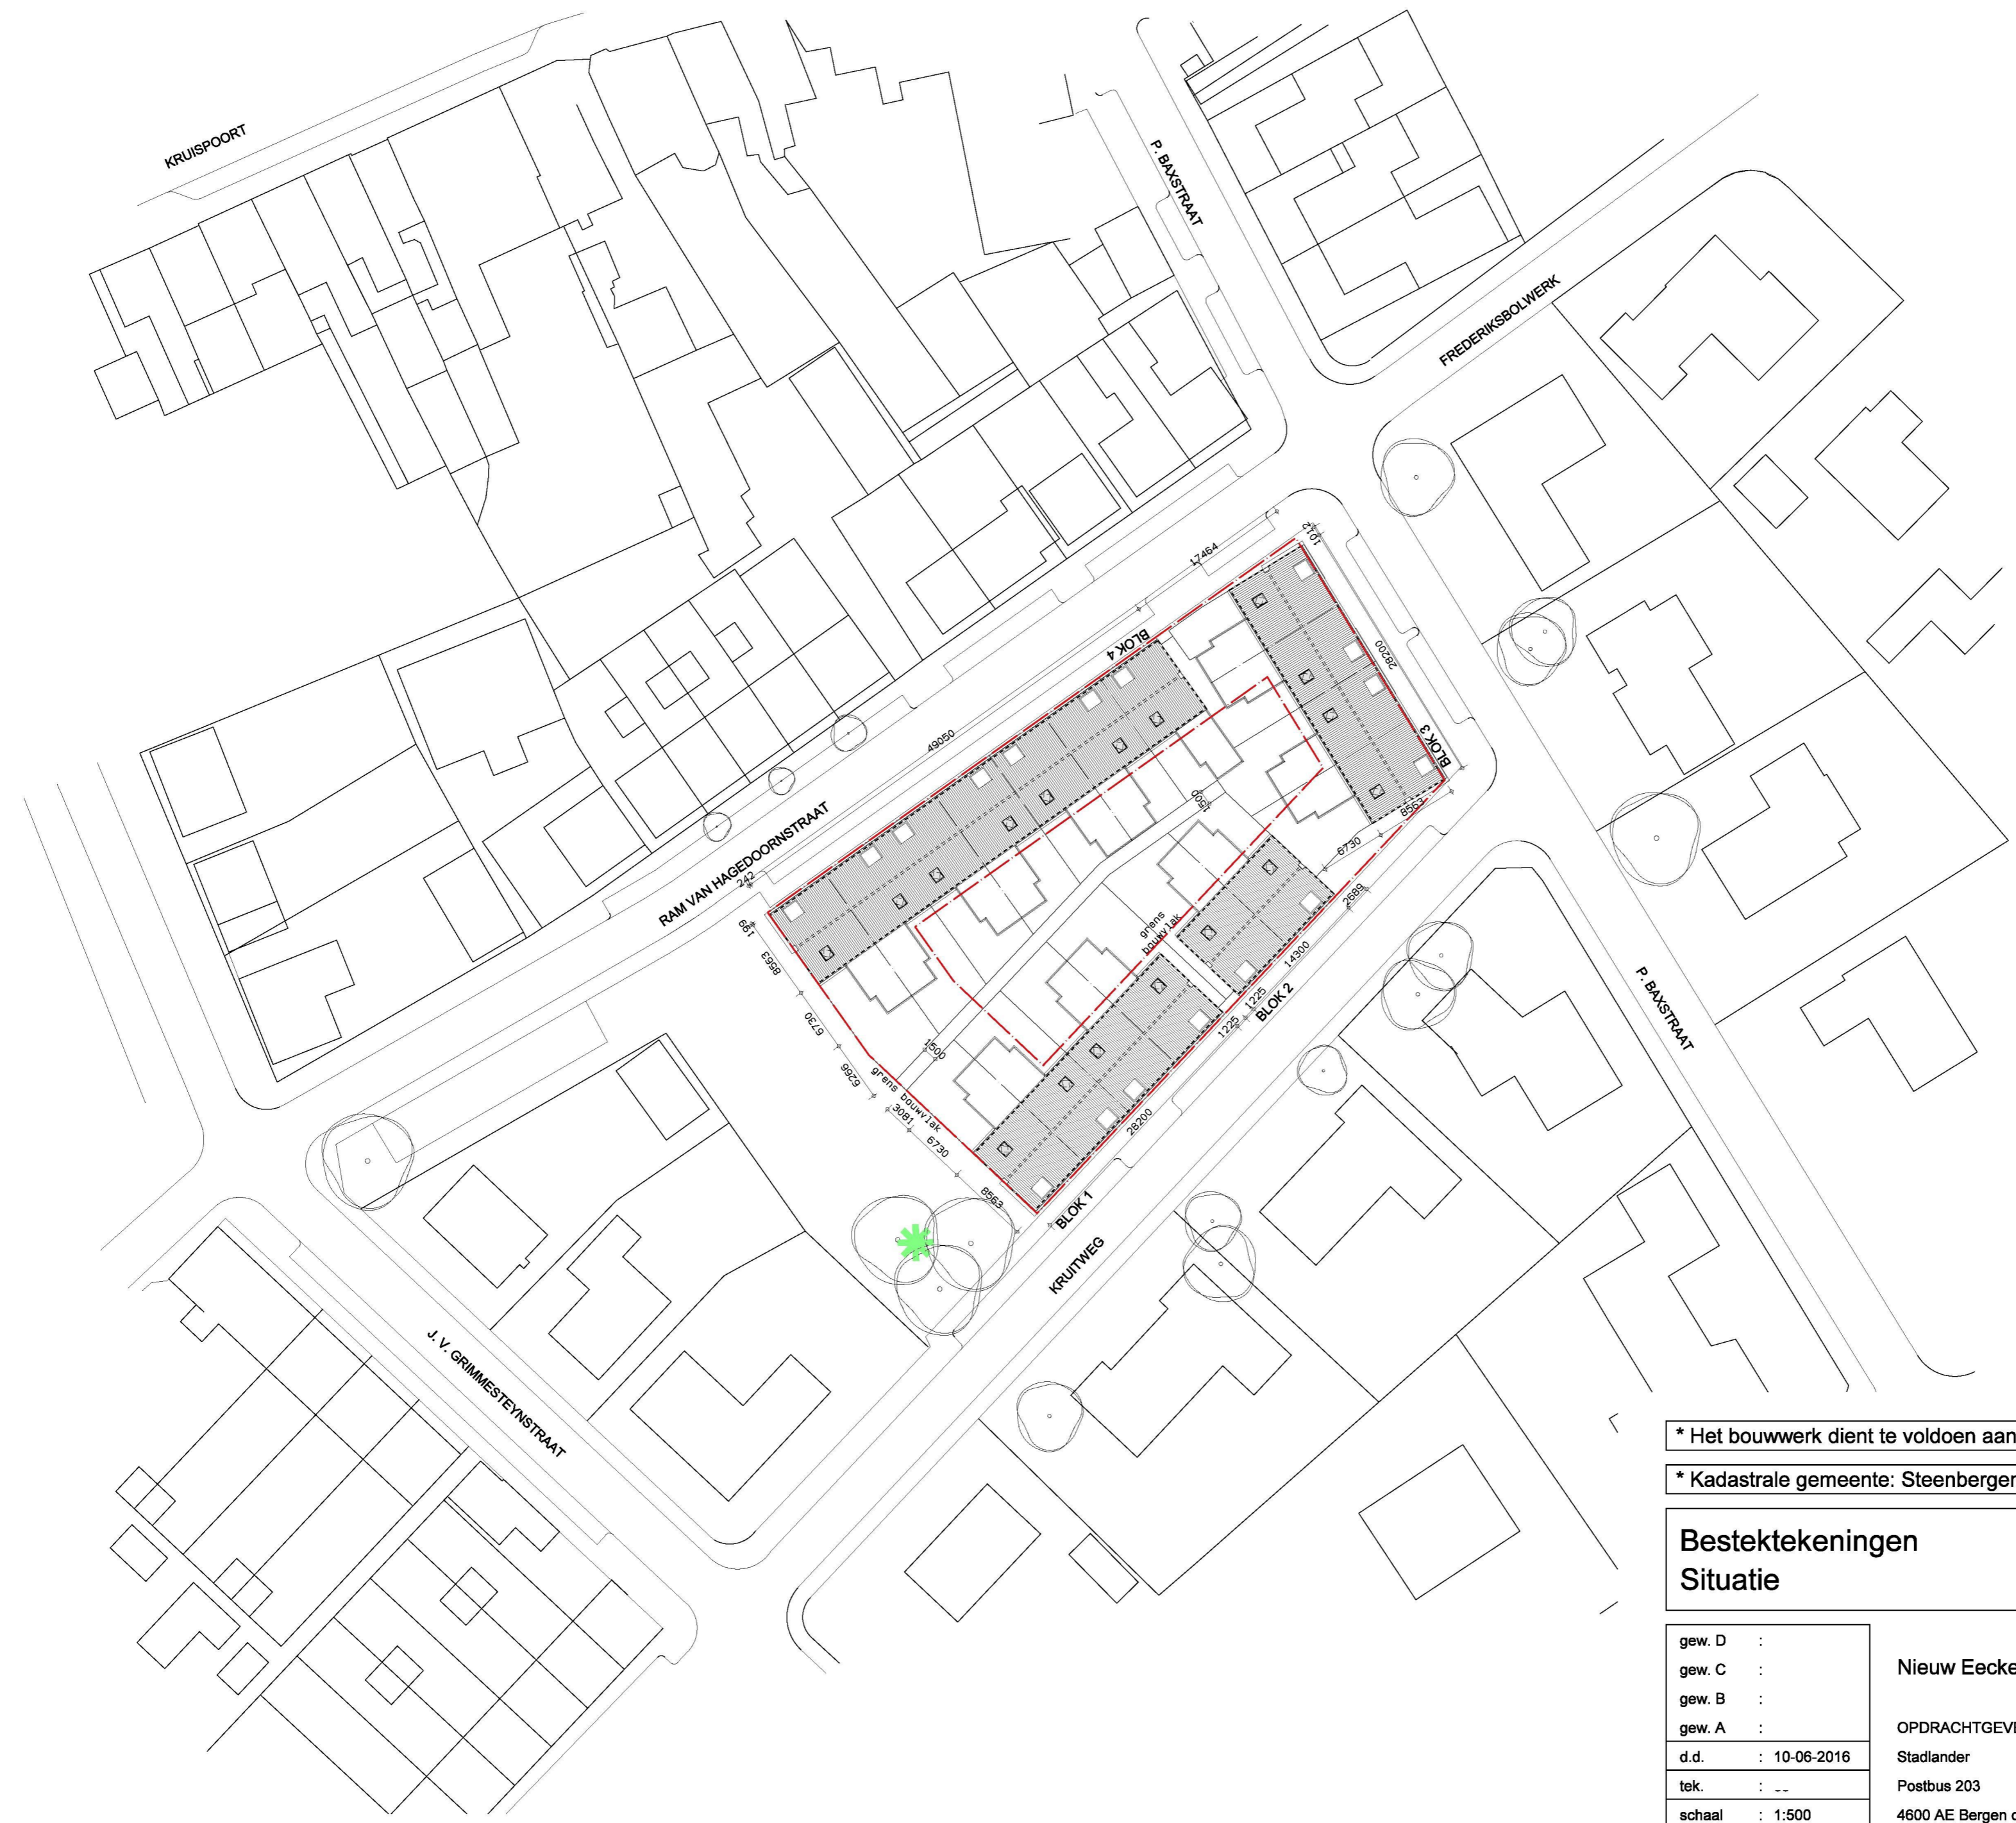 KRUISPOORT
P. BAXSTRAAT
FREDERIKSBOLWERK
1012
17464
BLOK 4
28200
49050
BLOK 3
1500
8563
RAM VAN HAGEDOORNSTRAAT
242
199
8563
6730
2689
grens
bouwvlak
14300
6730
1225
1225
BLOK 2
P. BAXSTRAAT
1500
6266
grens bouwvlak
3081
28200
6730
8563
BLOK 1
KRUITWEG
J. V. GRIMMESTEYNSTRAAT
* Het bouwwerk dient te voldoen aan
* Kadastrale gemeente: Steenbergen
Bestektekeningen
Situatie
gew. D :
gew. C :
Nieuw Eecke
gew. B :
gew. A :
OPDRACHTGEV
d.d. : 10-06-2016
Stadlander
tek. :
Postbus 203
schaal : 1:500
4600 AE Bergen